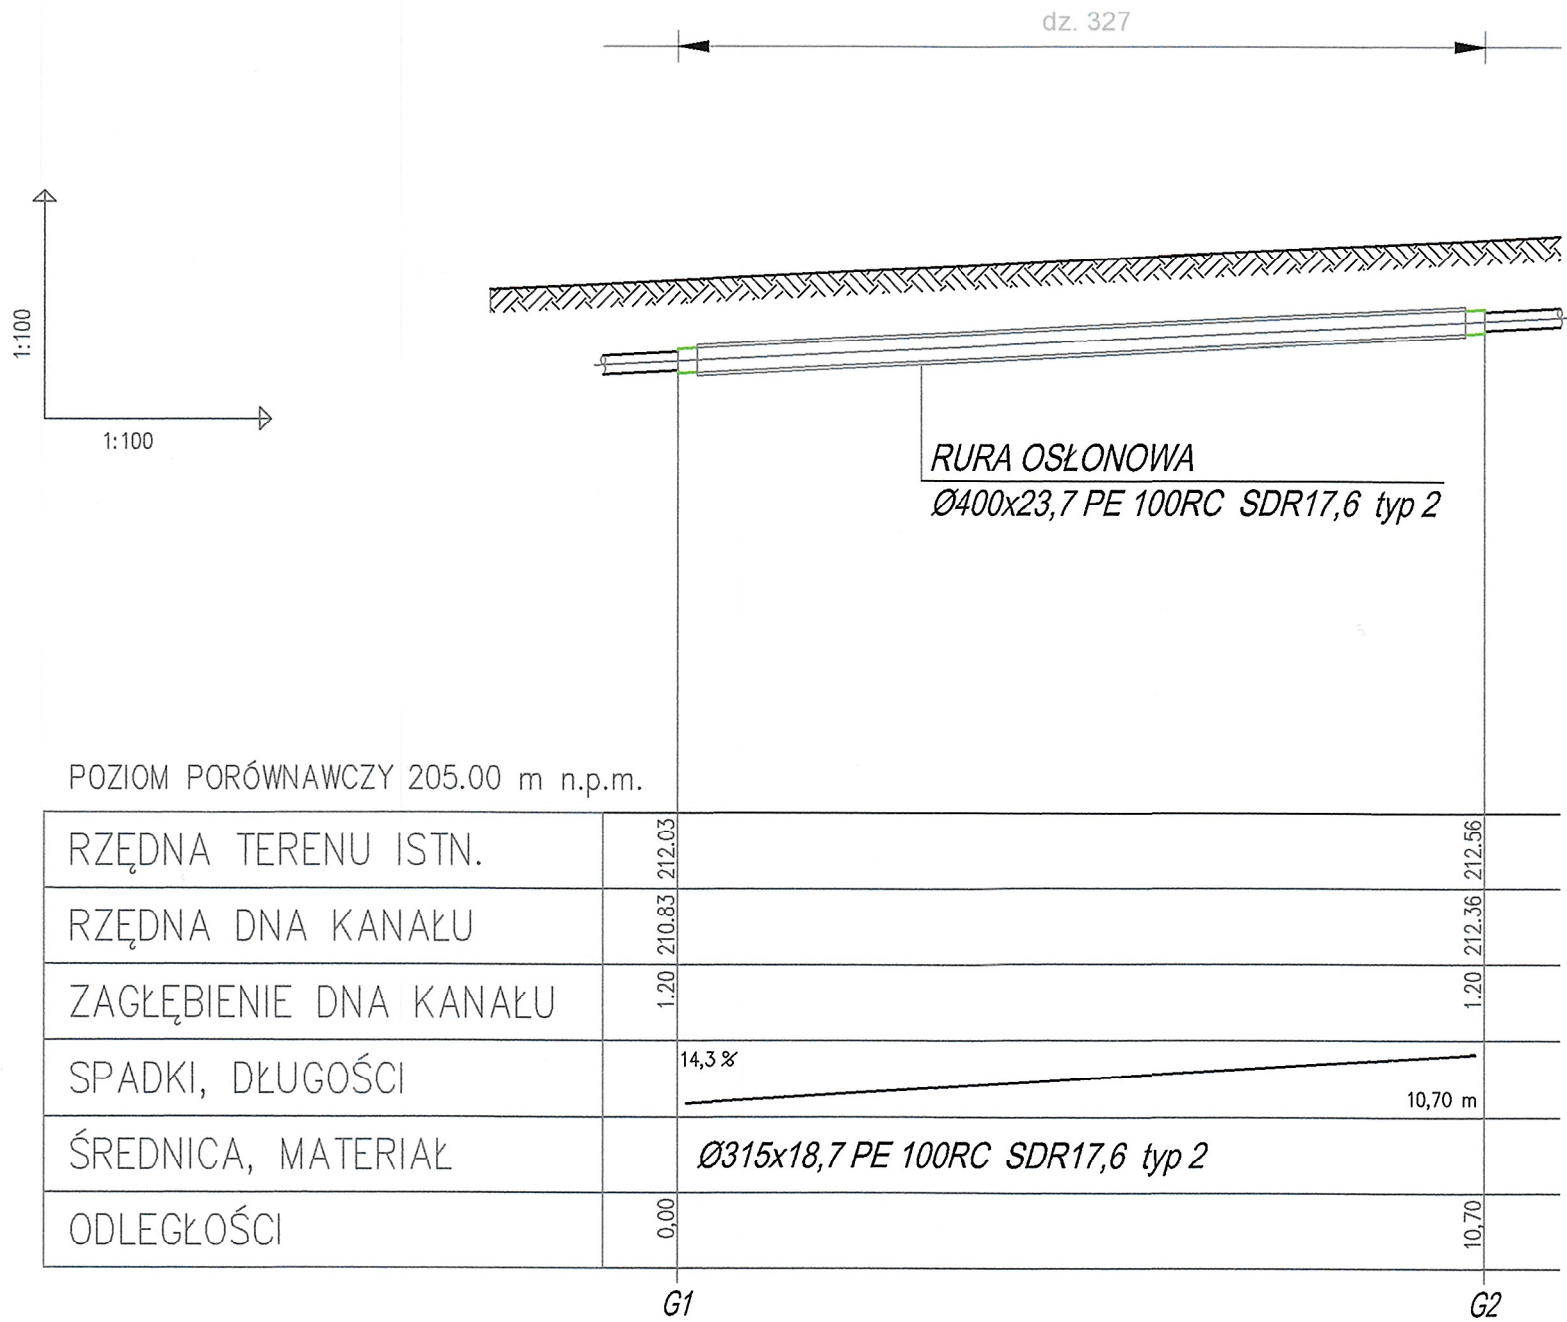 dz. 327
1:100
1:100
RURA OSŁONOWA
Ø400x23,7 PE 100RC SDR17,6 typ 2
POZIOM PORÓWNAWCZY 205.00 m n.p.m.
RZĘDNA TERENU ISTN. 212.03 212.56
RZĘDNA DNA KANAŁU 210.83 212.36
ZAGŁĘBIENIE DNA KANAŁU 1.20 1.20
SPADKI, DŁUGOŚCI 14,3 % 10,70 m
ŚREDNICA, MATERIAŁ Ø315x18,7 PE 100RC SDR17,6 typ 2
ODLEGŁOŚCI 0,00 10,70
G1 G2